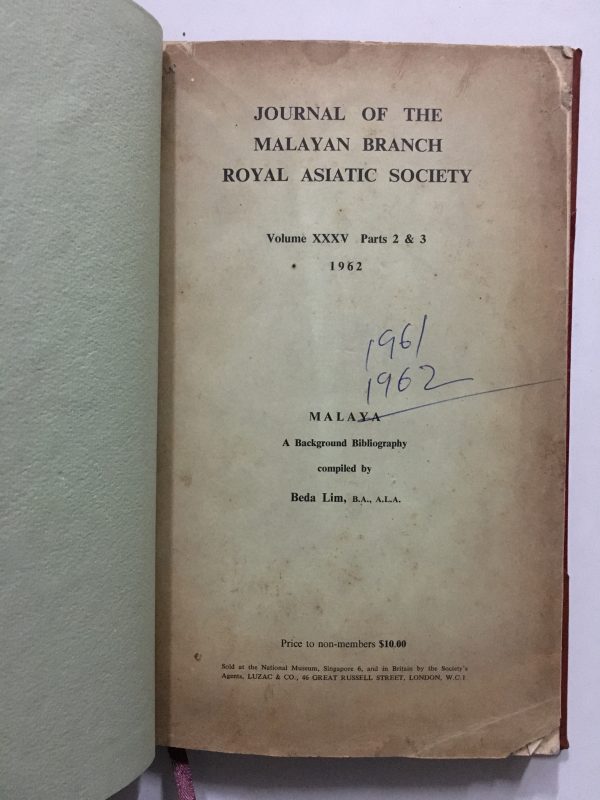 JOURNAL OF THE
MALAYAN BRANCH
ROYAL ASIATIC SOCIETY
Volume XXXV Parts 2 & 3
1962
1961
1962
MALAYA
A Background Bibliography
compiled by
Beda Lim, B.A., A.L.A.
Price to non-members $10.00
Sold at the National Museum, Singapore 6, and in Britain by the Society's
Agents, LUZAC & CO., 46 GREAT RUSSELL STREET, LONDON, W.C.1